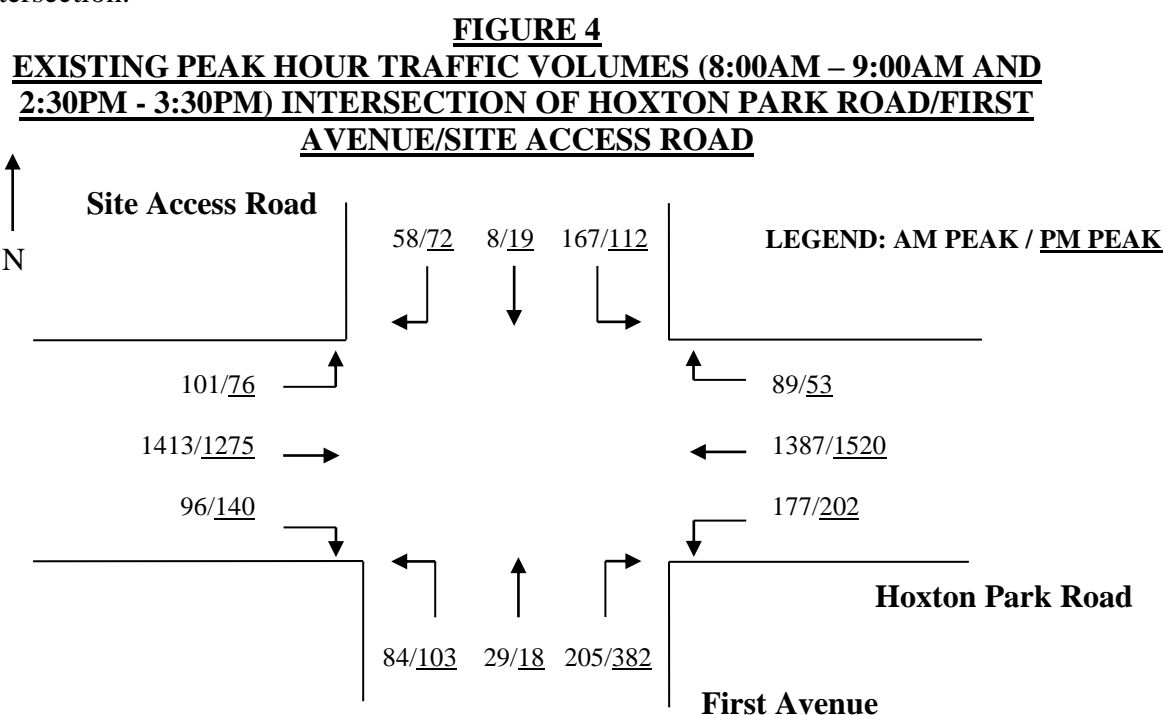 FIGURE 4
EXISTING PEAK HOUR TRAFFIC VOLUMES (8:00AM – 9:00AM AND
2:30PM - 3:30PM) INTERSECTION OF HOXTON PARK ROAD/FIRST
AVENUE/SITE ACCESS ROAD
Site Access Road
N
58/72 8/19 167/112
LEGEND: AM PEAK / PM PEAK
101/76
89/53
1413/1275
1387/1520
96/140
177/202
Hoxton Park Road
84/103 29/18 205/382
First Avenue